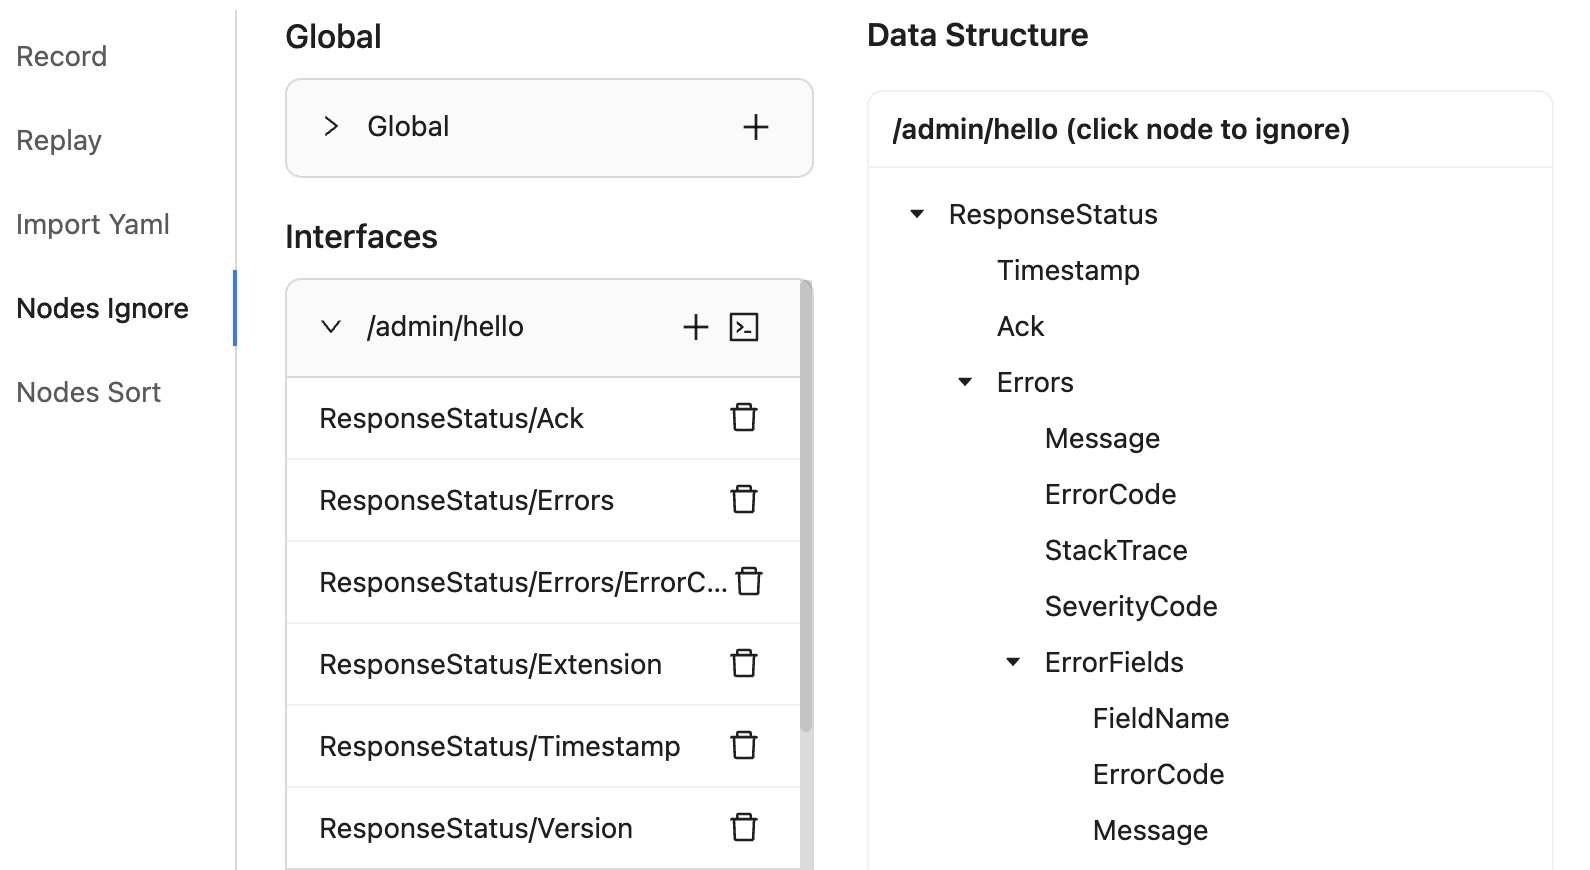 Record
Replay
Import Yaml
Nodes Ignore
Nodes Sort
Global
Global
Interfaces
/admin/hello
ResponseStatus/Ack
ResponseStatus/Errors
ResponseStatus/Errors/ErrorC...
ResponseStatus/Extension
ResponseStatus/Timestamp
ResponseStatus/Version
Data Structure
/admin/hello (click node to ignore)
ResponseStatus
Timestamp
Ack
Errors
Message
ErrorCode
StackTrace
SeverityCode
ErrorFields
FieldName
ErrorCode
Message